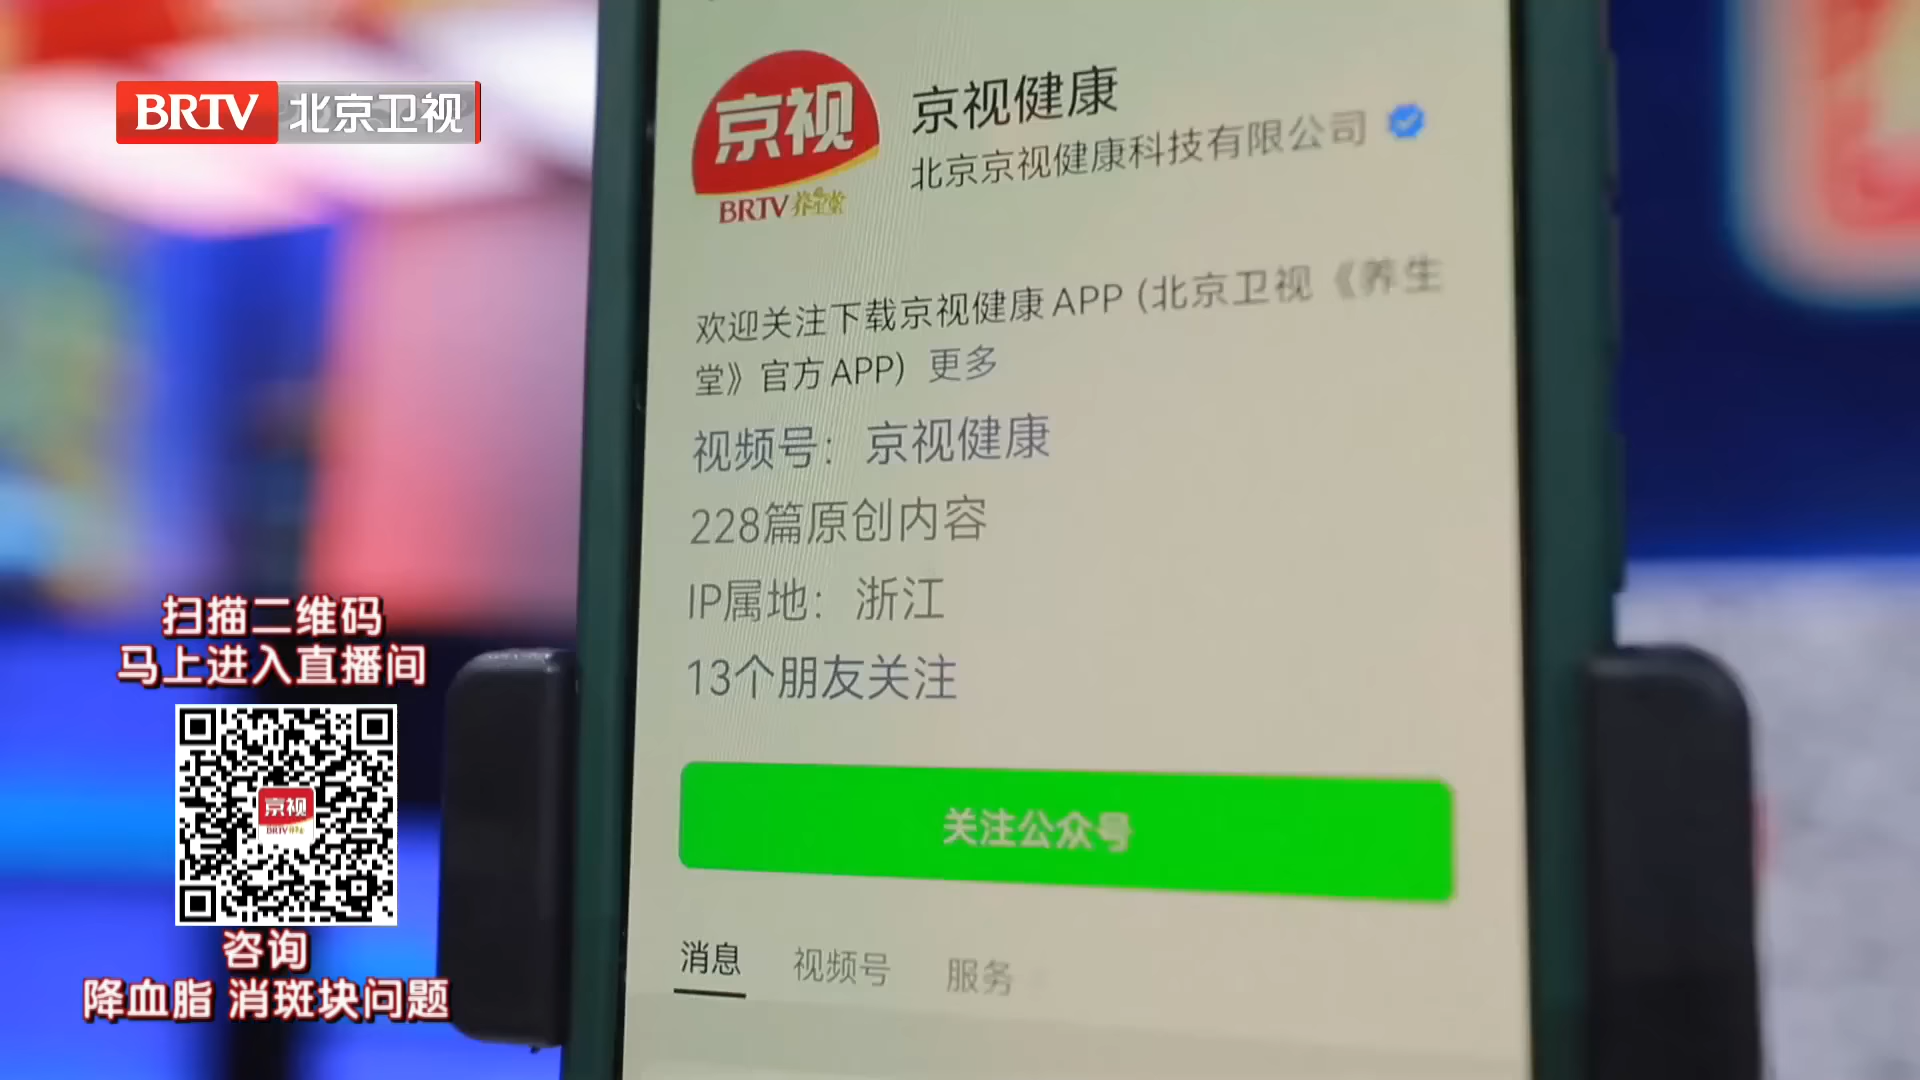 BRTV 北京卫视
京视
BRTV养生堂
京视健康
北京京视健康科技有限公司
欢迎关注下载京视健康APP (北京卫视《养生
堂》官方APP) 更多
视频号：京视健康
228篇原创内容
IP属地：浙江
13个朋友关注
关注公众号
消息 视频号 服务
扫描二维码
马上进入直播间
京视
咨询
降血脂 消斑块问题